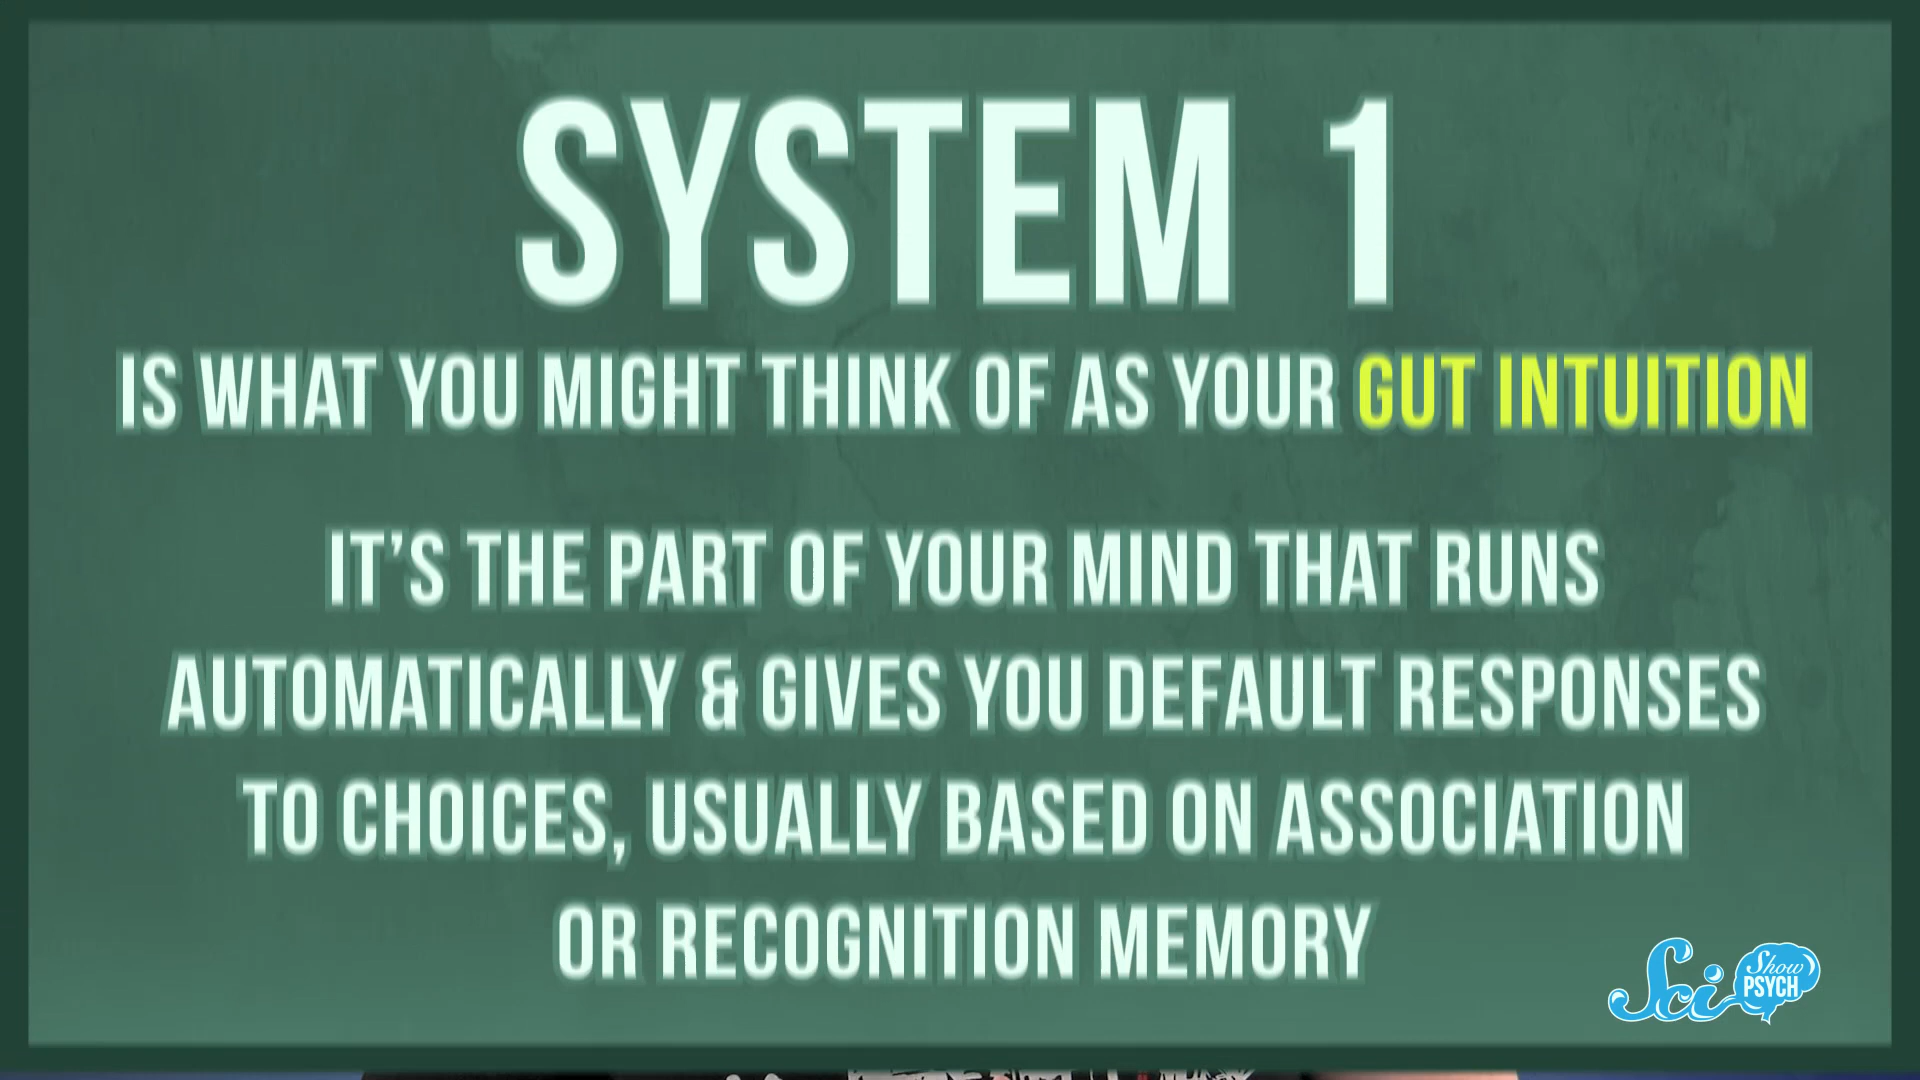 SYSTEM 1
IS WHAT YOU MIGHT THINK OF AS YOUR GUT INTUITION
IT'S THE PART OF YOUR MIND THAT RUNS
AUTOMATICALLY & GIVES YOU DEFAULT RESPONSES
TO CHOICES, USUALLY BASED ON ASSOCIATION
OR RECOGNITION MEMORY
Sci Show
PSYCH